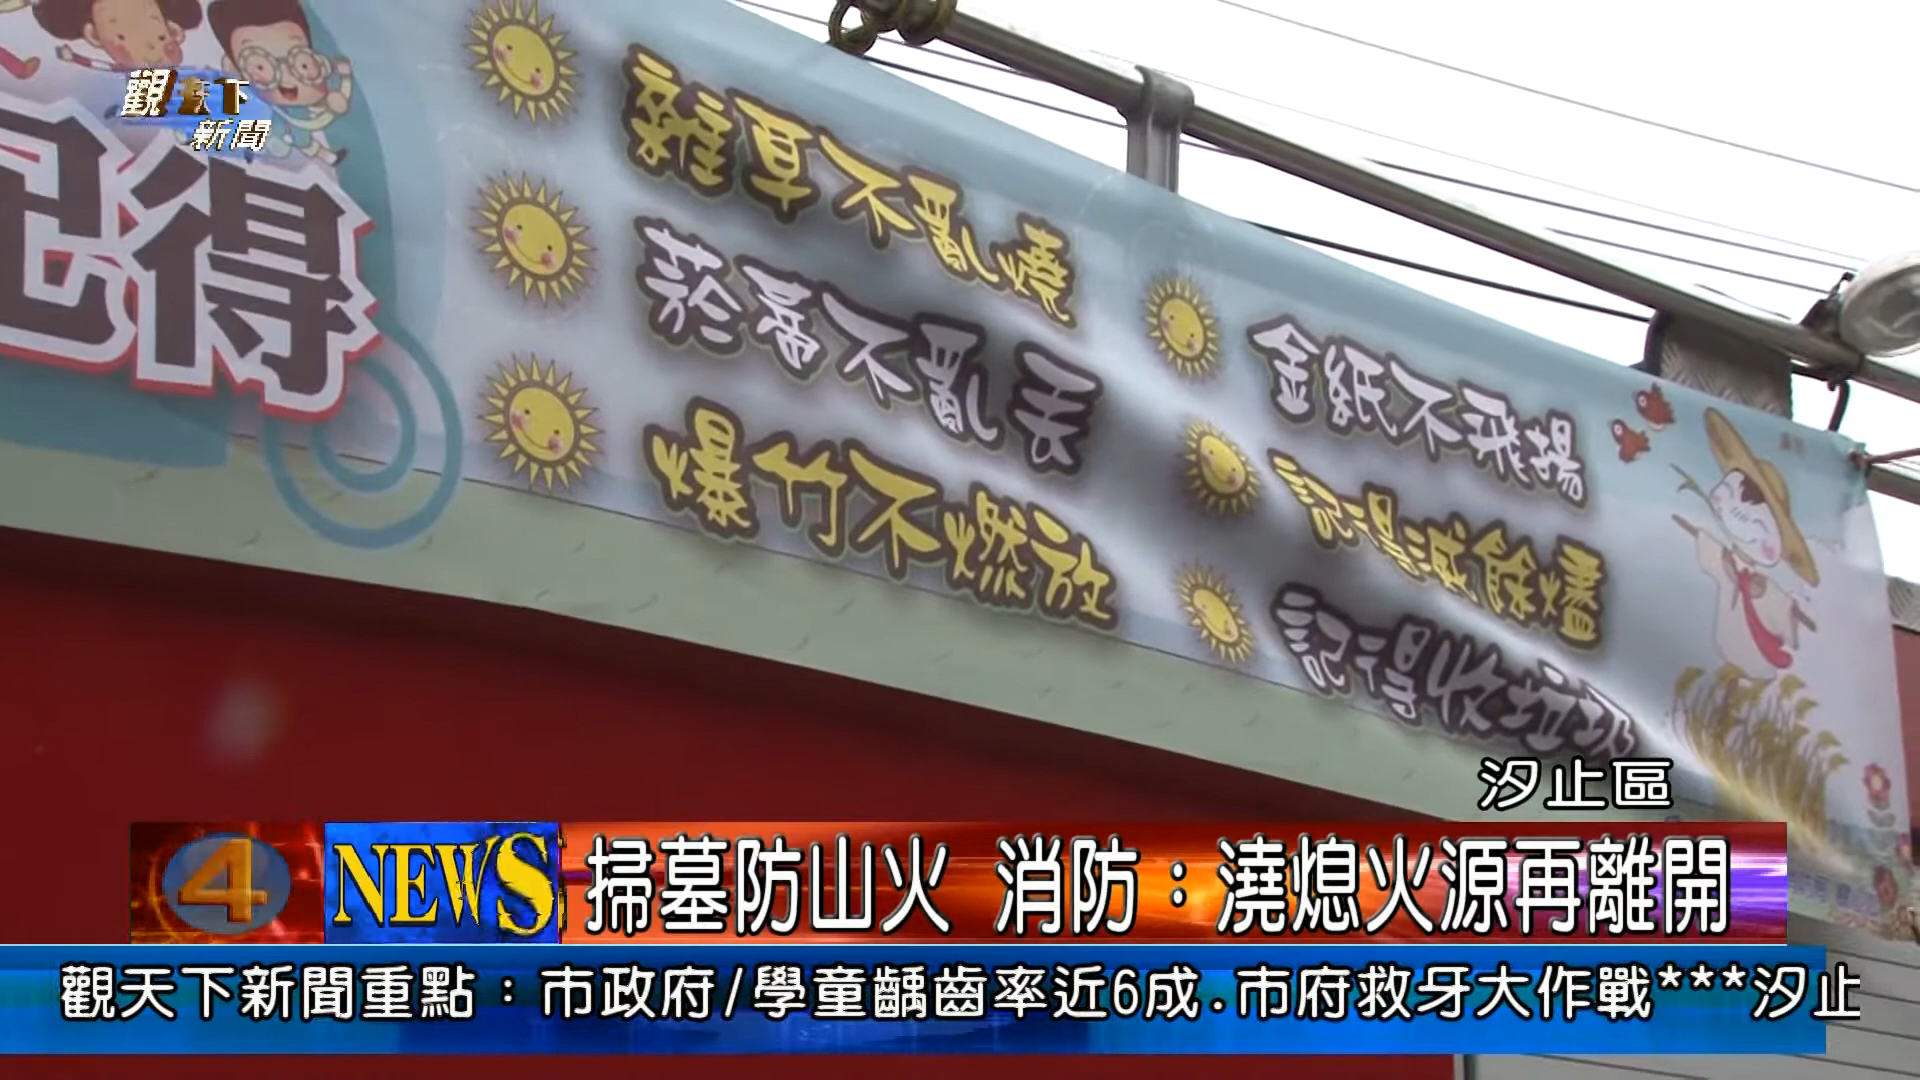 觀天下
新聞
記得
雜草不亂燒
菸蒂不亂丟
爆竹不燃放
金紙不飛揚
記得滅餘燼
記得收垃圾
汐止區
4 NEWS 掃墓防山火 消防：澆熄火源再離開
觀天下新聞重點：市政府/學童齲齒率近6成.市府救牙大作戰***汐止